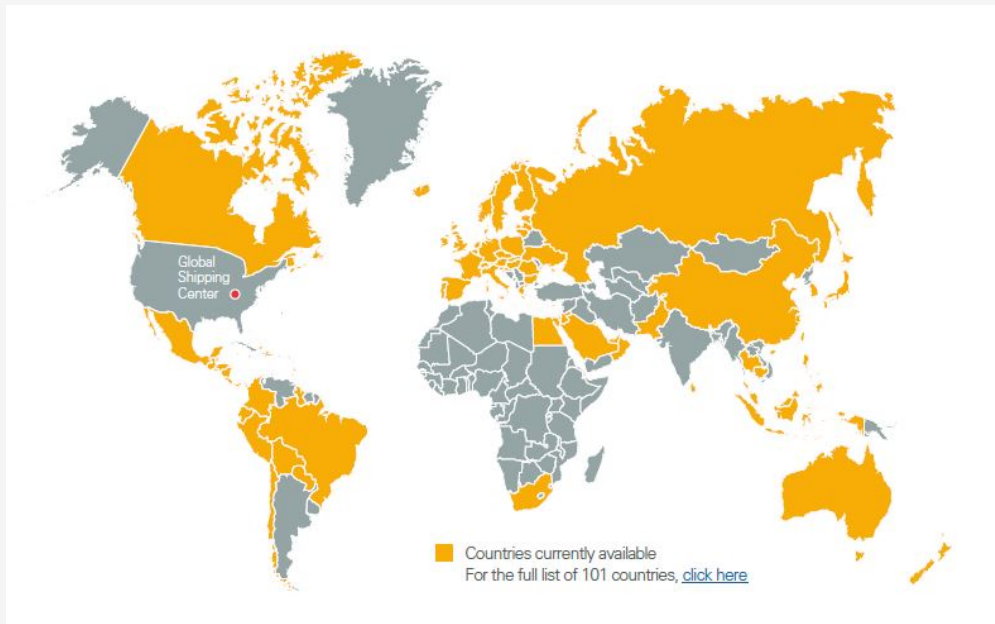 Global
Shipping
Center
Countries currently available
For the full list of 101 countries, click here